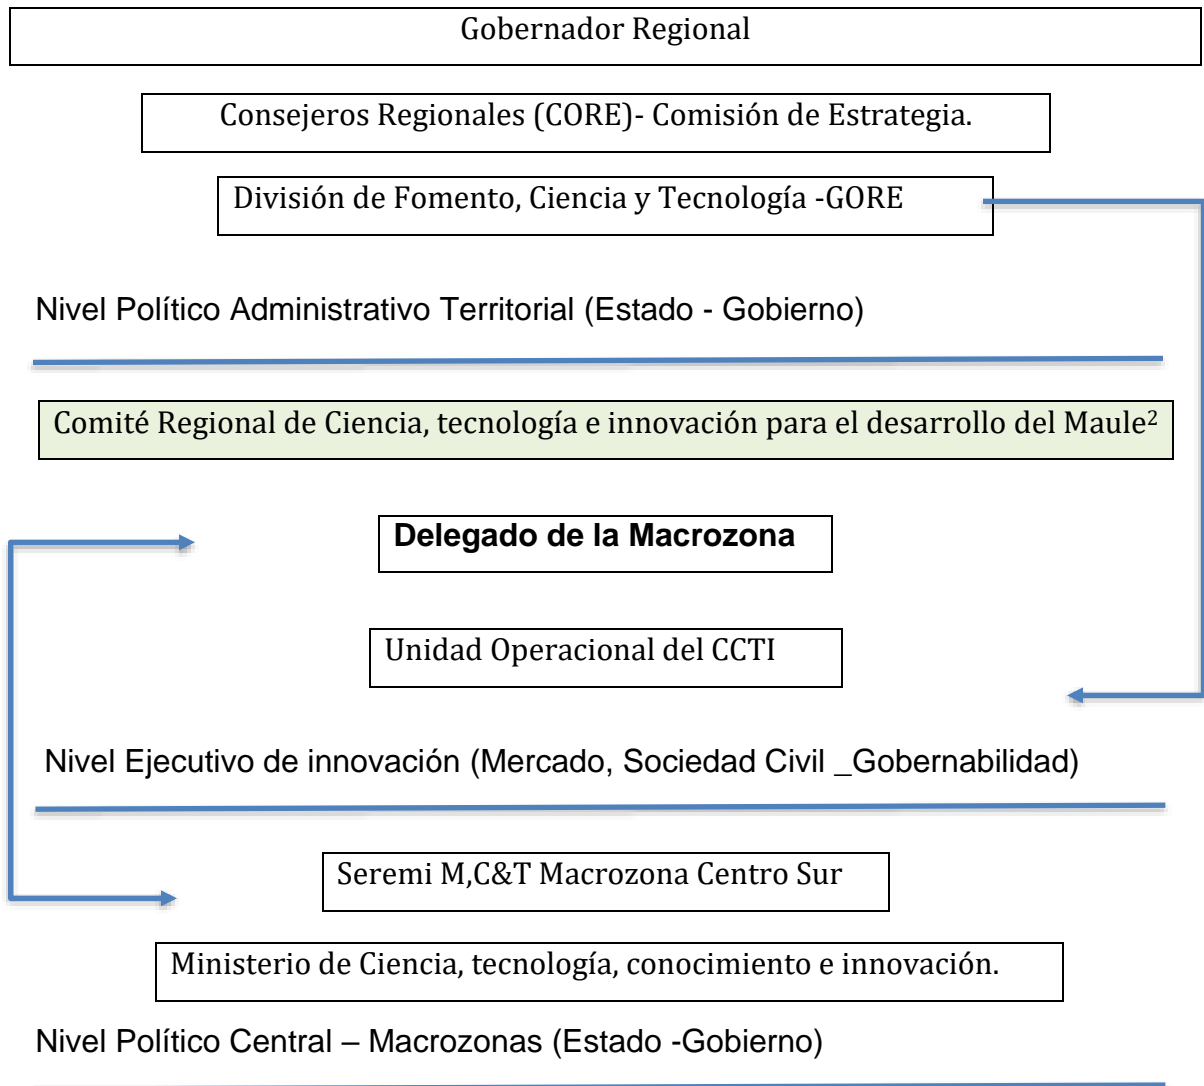 Gobernador Regional
Consejeros Regionales (CORE)- Comisión de Estrategia.
División de Fomento, Ciencia y Tecnología -GORE
Nivel Político Administrativo Territorial (Estado - Gobierno)
Comité Regional de Ciencia, tecnología e innovación para el desarrollo del Maule²
Delegado de la Macrozona
Unidad Operacional del CCTI
Nivel Ejecutivo de innovación (Mercado, Sociedad Civil _Gobernabilidad)
Seremi M,C&T Macrozona Centro Sur
Ministerio de Ciencia, tecnología, conocimiento e innovación.
Nivel Político Central – Macrozonas (Estado -Gobierno)